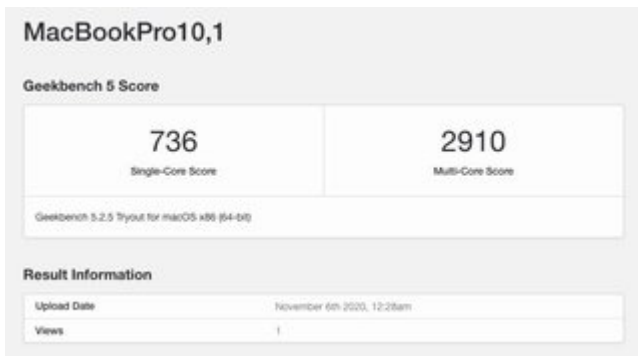 MacBookPro10,1
Geekbench 5 Score
736
2910
Single-Core Score
Multi-Core Score
Geekbench 5.2.5 Tryout for macOS x86 (64-bit)
Result Information
Upload Date November 6th 2020, 12:28am
Views 1